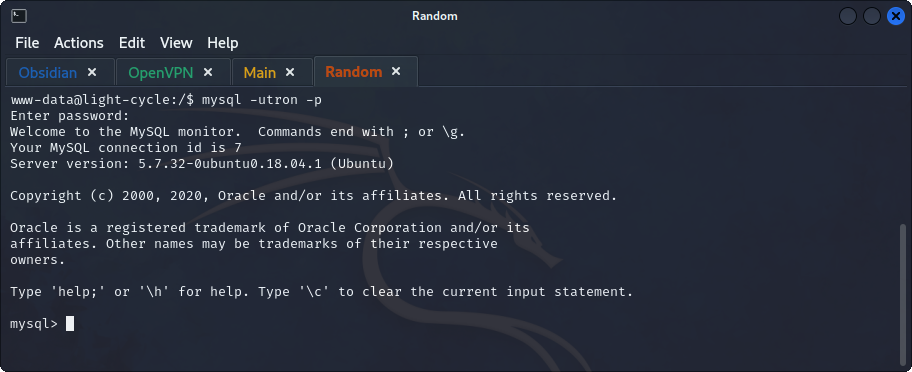 Random
File Actions Edit View Help
Obsidian × OpenVPN × Main × Random ×
www-data@light-cycle:/$ mysql -utron -p
Enter password:
Welcome to the MySQL monitor.  Commands end with ; or \g.
Your MySQL connection id is 7
Server version: 5.7.32-0ubuntu0.18.04.1 (Ubuntu)
Copyright (c) 2000, 2020, Oracle and/or its affiliates. All rights reserved.
Oracle is a registered trademark of Oracle Corporation and/or its
affiliates. Other names may be trademarks of their respective
owners.
Type 'help;' or '\h' for help. Type '\c' to clear the current input statement.
mysql>